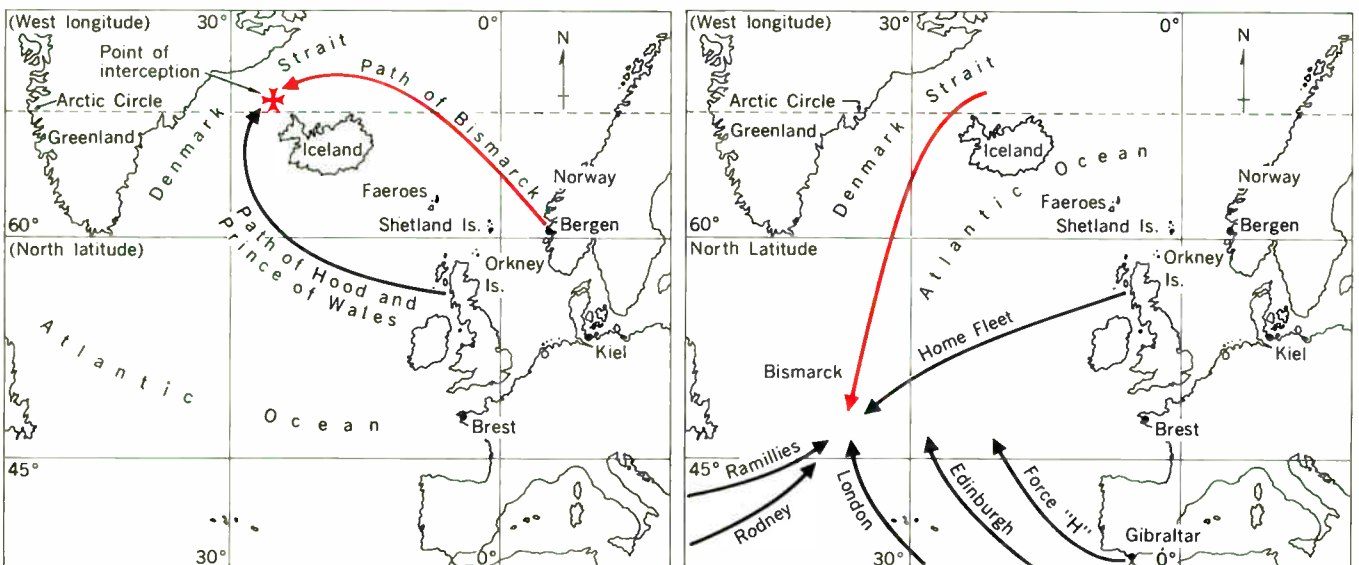 (West longitude)
30°
0°
N
Point of
interception
Strait
Path of Bismarck
Arctic Circle
Greenland
Denmark
Iceland
Norway
Faeroes
Shetland Is.
Bergen
60°
(North latitude)
Path of Hood and
Prince of Wales
Orkney
Is.
Atlantic
Ocean
Kiel
Brest
45°
30°
0°
(West longitude)
0°
N
Strait
Arctic Circle
Greenland
Denmark
Iceland
Atlantic Ocean
Norway
Faeroes
Shetland Is.
Bergen
60°
North Latitude
Orkney
Is.
Home Fleet
Kiel
Bismarck
Brest
45°
Ramillies
Rodney
London
Edinburgh
Force "H"
Gibraltar
30°
0°